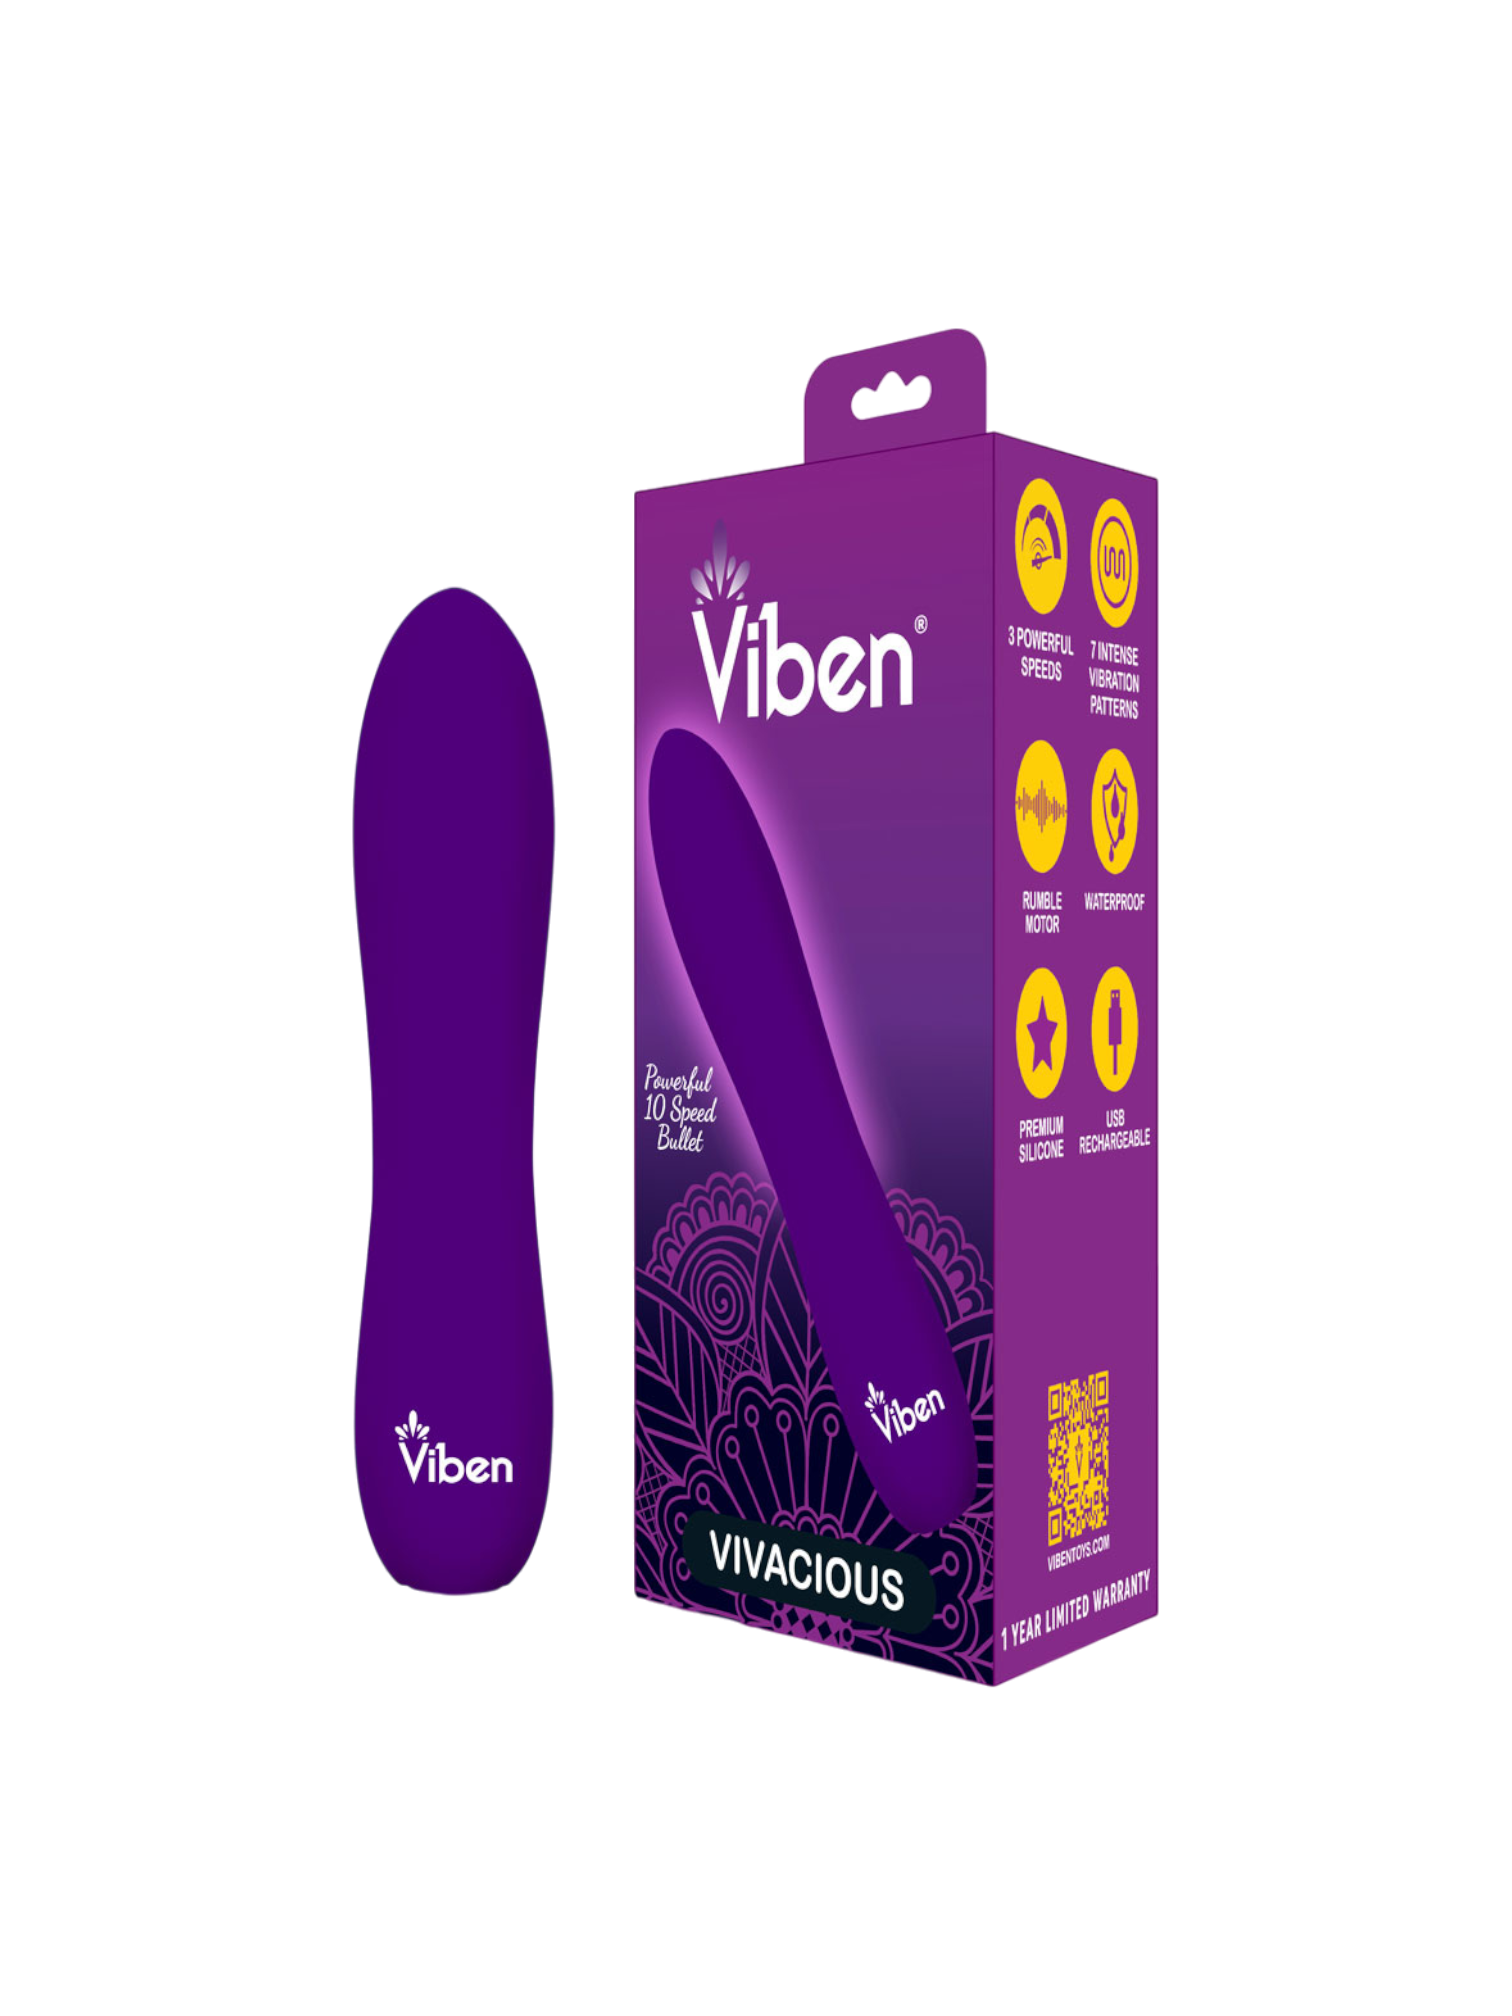 Viben®
Powerful
10 Speed
Bullet
Viben
VIVACIOUS
3 POWERFUL
SPEEDS
7 INTENSE
VIBRATION
PATTERNS
RUMBLE
MOTOR
WATERPROOF
PREMIUM
SILICONE
USB
RECHARGEABLE
VIBENTOYS.COM
1 YEAR LIMITED WARRANTY
Viben